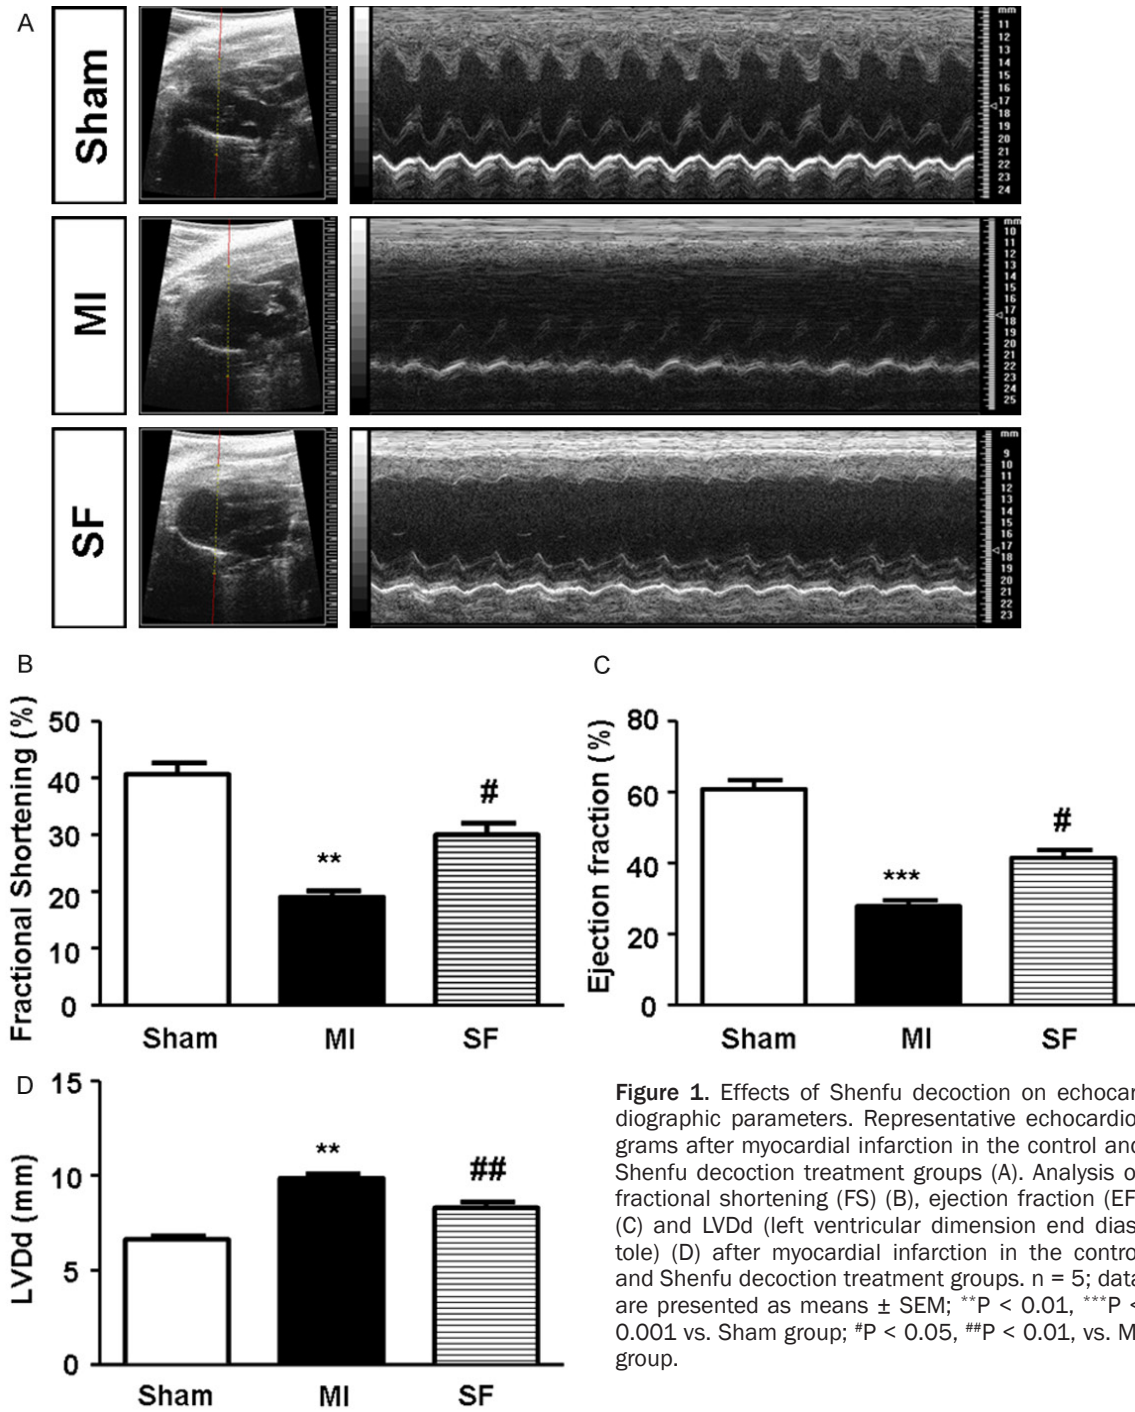 A
Sham
mm
11
12
13
14
15
16
17
18
19
20
21
22
23
24
MI
mm
10
11
12
13
14
15
16
17
18
19
20
21
22
23
24
25
SF
mm
9
10
11
12
13
14
15
16
17
18
19
20
21
22
23
B
Fractional Shortening (%)
50
40
30
20
10
0
**
#
Sham MI SF
C
Ejection fraction (%)
80
60
40
20
0
***
#
Sham MI SF
D
LVDd (mm)
15
10
5
0
**
##
Sham MI SF
Figure 1. Effects of Shenfu decoction on echocar
diographic parameters. Representative echocardio
grams after myocardial infarction in the control and
Shenfu decoction treatment groups (A). Analysis o
fractional shortening (FS) (B), ejection fraction (EF
(C) and LVDd (left ventricular dimension end dias
tole) (D) after myocardial infarction in the contro
and Shenfu decoction treatment groups. n = 5; data
are presented as means ± SEM; **P < 0.01, ***P <
0.001 vs. Sham group; #P < 0.05, ##P < 0.01, vs. M
group.